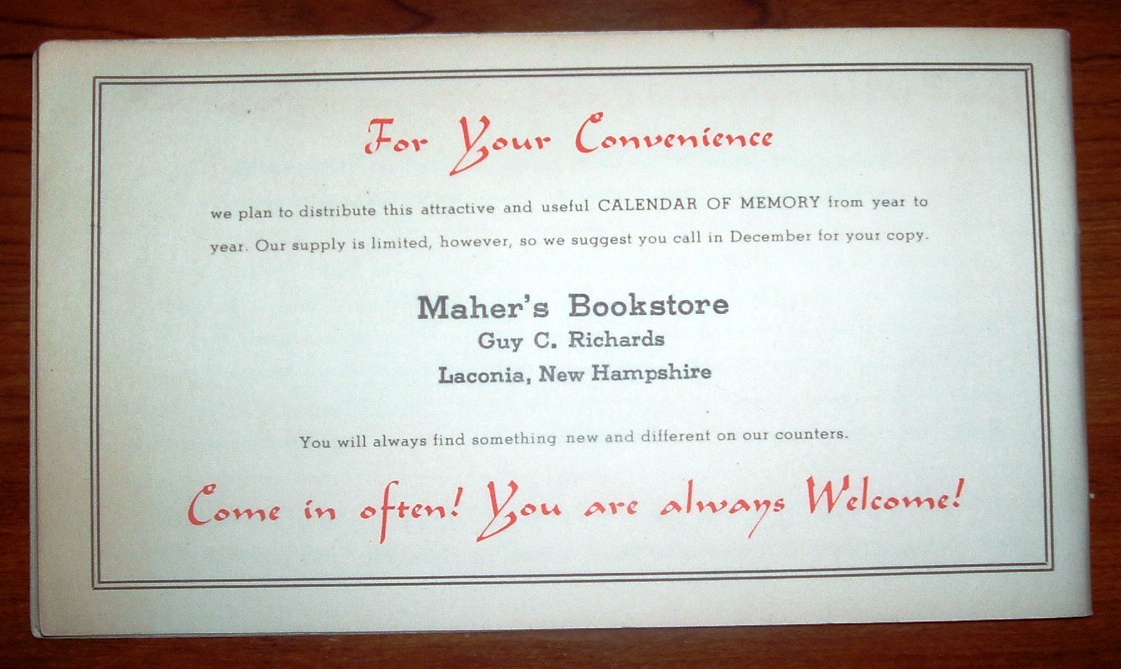 For Your Convenience
we plan to distribute this attractive and useful CALENDAR OF MEMORY from year to
year. Our supply is limited, however, so we suggest you call in December for your copy.
Maher's Bookstore
Guy C. Richards
Laconia, New Hampshire
You will always find something new and different on our counters.
Come in often! You are always Welcome!